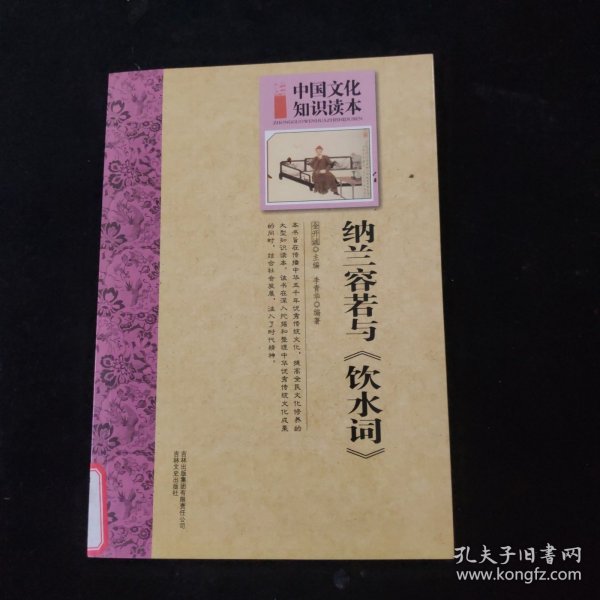 中国文化
知识读本
ZHONGGUOWENHUAZHISHIDUBEN
纳兰容若与《饮水词》
金开诚◎主编 李青华◎编著
本书旨在传播中华五千年优秀传统文化，提高全民文化修养的
大型知识读本。该书在深入挖掘和整理中华优秀传统文化成果
的同时，结合社会发展，注入了时代精神。
吉林出版集团有限责任公司
吉林文史出版社
孔夫子旧书网
www.kongfz.com